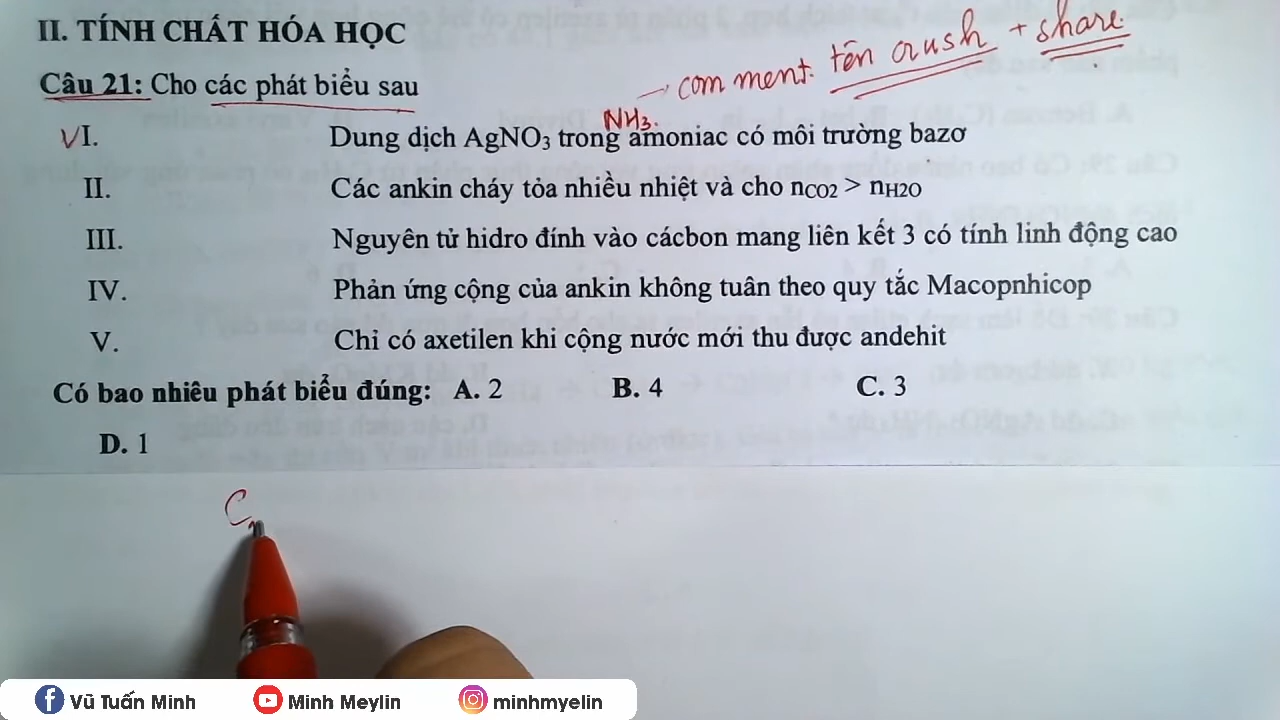 II. TÍNH CHẤT HÓA HỌC
→ comment. tên crush + share.
Câu 21: Cho các phát biểu sau
NH3.
VI. Dung dịch AgNO3 trong amoniac có môi trường bazơ
II. Các ankin cháy tỏa nhiều nhiệt và cho nCO2 > nH2O
III. Nguyên tử hidro đính vào cácbon mang liên kết 3 có tính linh động cao
IV. Phản ứng cộng của ankin không tuân theo quy tắc Macopnhicop
V. Chỉ có axetilen khi cộng nước mới thu được andehit
Có bao nhiêu phát biểu đúng: A. 2 B. 4 C. 3
D. 1
Cn
Vũ Tuấn Minh Minh Meylin minhmyelin